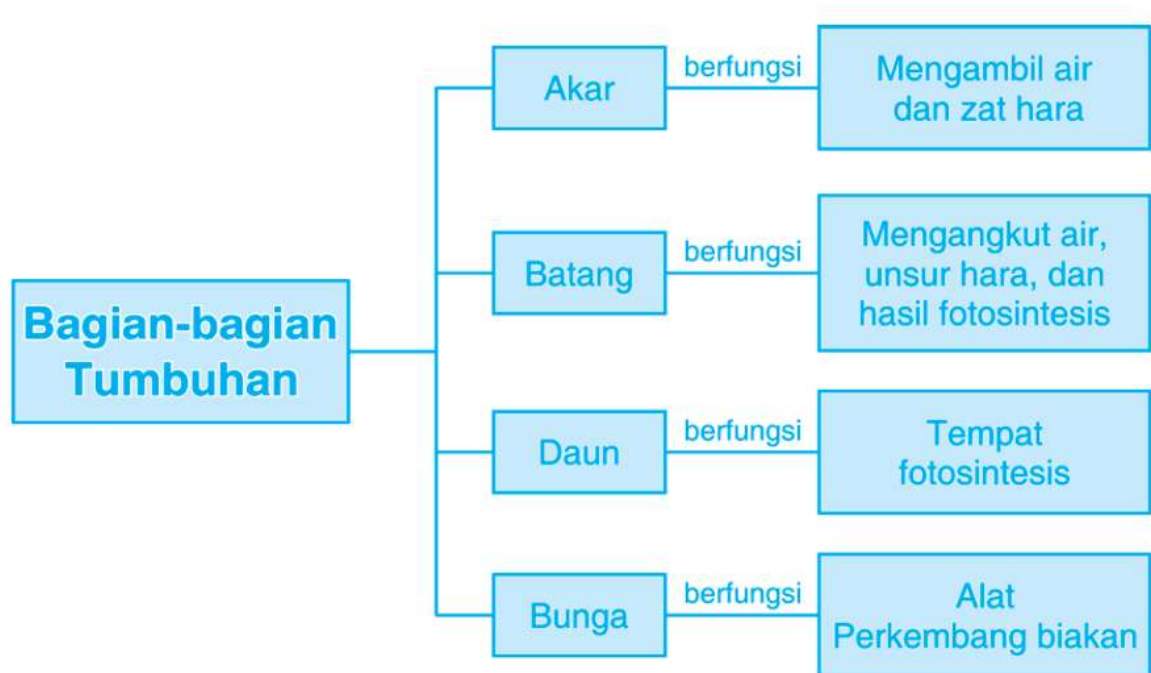 Bagian-bagian
Tumbuhan
Akar
berfungsi
Mengambil air
dan zat hara
Batang
berfungsi
Mengangkut air,
unsur hara, dan
hasil fotosintesis
Daun
berfungsi
Tempat
fotosintesis
Bunga
berfungsi
Alat
Perkembang biakan